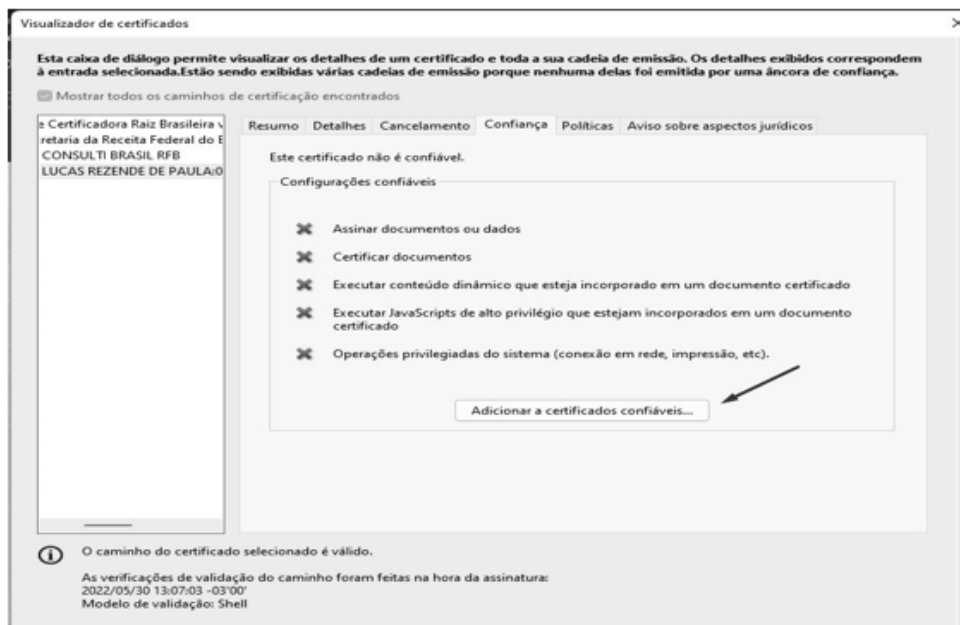 Visualizador de certificados
Esta caixa de diálogo permite visualizar os detalhes de um certificado e toda a sua cadeia de emissão. Os detalhes exibidos correspondem
à entrada selecionada.Estão sendo exibidas várias cadeias de emissão porque nenhuma delas foi emitida por uma âncora de confiança.
Mostrar todos os caminhos de certificação encontrados
e Certificadora Raiz Brasileira v
retaria da Receita Federal do B
CONSULTI BRASIL RFB
LUCAS REZENDE DE PAULA:0
Resumo Detalhes Cancelamento Confiança Políticas Aviso sobre aspectos jurídicos
Este certificado não é confiável.
Configurações confiáveis
Assinar documentos ou dados
Certificar documentos
Executar conteúdo dinâmico que esteja incorporado em um documento certificado
Executar JavaScripts de alto privilégio que estejam incorporados em um documento
certificado
Operações privilegiadas do sistema (conexão em rede, impressão, etc).
Adicionar a certificados confiáveis...
O caminho do certificado selecionado é válido.
As verificações de validação do caminho foram feitas na hora da assinatura:
2022/05/30 13:07:03 -03'00'
Modelo de validação: Shell